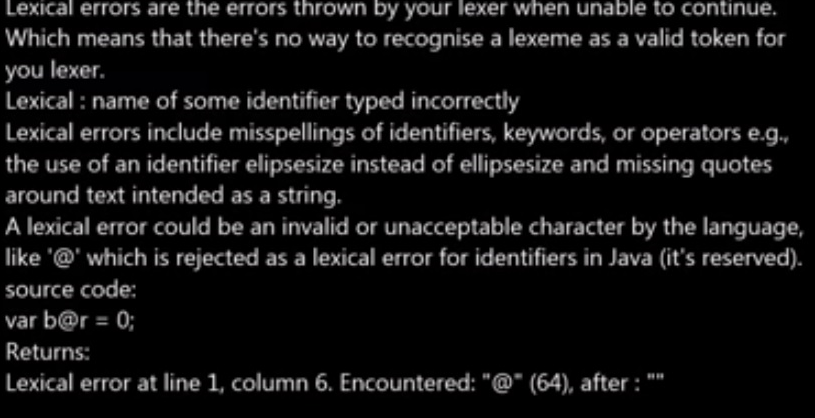 Lexical errors are the errors thrown by your lexer when unable to continue.
Which means that there's no way to recognise a lexeme as a valid token for
you lexer.
Lexical : name of some identifier typed incorrectly
Lexical errors include misspellings of identifiers, keywords, or operators e.g.,
the use of an identifier elipsesize instead of ellipsesize and missing quotes
around text intended as a string.
A lexical error could be an invalid or unacceptable character by the language,
like '@' which is rejected as a lexical error for identifiers in Java (it's reserved).
source code:
var b@r = 0;
Returns:
Lexical error at line 1, column 6. Encountered: "@" (64), after : ""